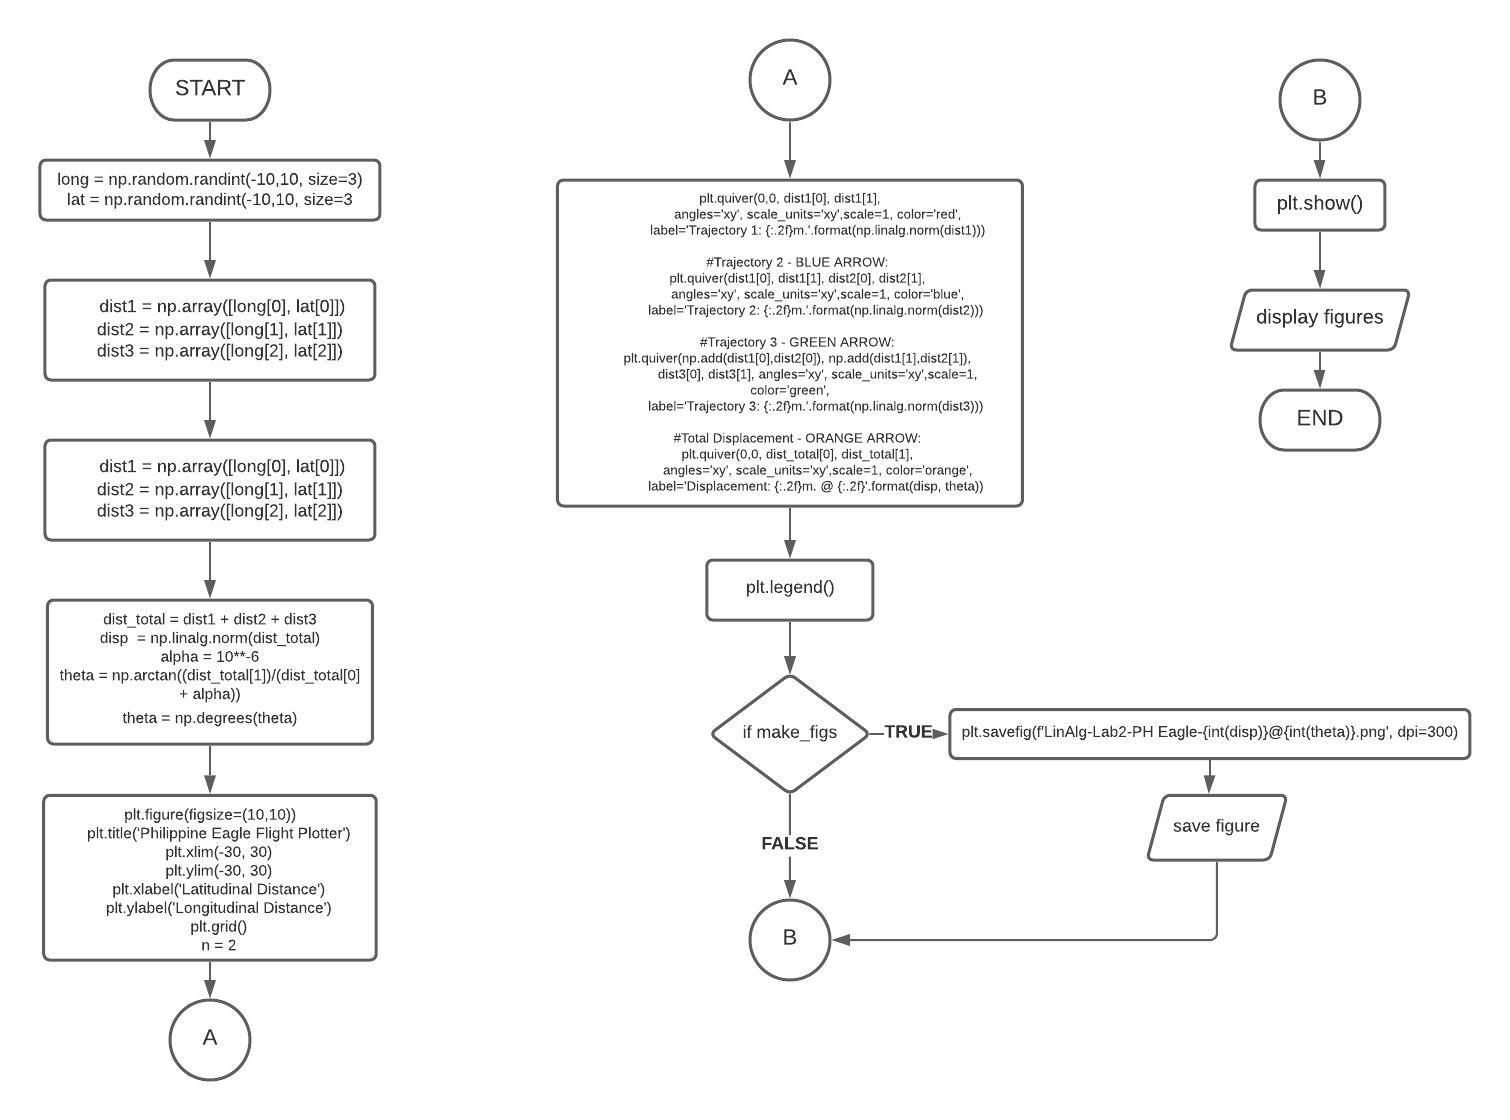 START
long = np.random.randint(-10,10, size=3)
lat = np.random.randint(-10,10, size=3
dist1 = np.array([long[0], lat[0]])
dist2 = np.array([long[1], lat[1]])
dist3 = np.array([long[2], lat[2]])
dist1 = np.array([long[0], lat[0]])
dist2 = np.array([long[1], lat[1]])
dist3 = np.array([long[2], lat[2]])
dist_total = dist1 + dist2 + dist3
disp  = np.linalg.norm(dist_total)
alpha = 10**-6
theta = np.arctan((dist_total[1])/(dist_total[0]
+ alpha))
theta = np.degrees(theta)
plt.figure(figsize=(10,10))
plt.title('Philippine Eagle Flight Plotter')
plt.xlim(-30, 30)
plt.ylim(-30, 30)
plt.xlabel('Latitudinal Distance')
plt.ylabel('Longitudinal Distance')
plt.grid()
n = 2
A
A
plt.quiver(0,0, dist1[0], dist1[1],
angles='xy', scale_units='xy',scale=1, color='red',
label='Trajectory 1: {:.2f}m.'.format(np.linalg.norm(dist1)))
#Trajectory 2 - BLUE ARROW:
plt.quiver(dist1[0], dist1[1], dist2[0], dist2[1],
angles='xy', scale_units='xy',scale=1, color='blue',
label='Trajectory 2: {:.2f}m.'.format(np.linalg.norm(dist2)))
#Trajectory 3 - GREEN ARROW:
plt.quiver(np.add(dist1[0],dist2[0]), np.add(dist1[1],dist2[1]),
dist3[0], dist3[1], angles='xy', scale_units='xy',scale=1,
color='green',
label='Trajectory 3: {:.2f}m.'.format(np.linalg.norm(dist3)))
#Total Displacement - ORANGE ARROW:
plt.quiver(0,0, dist_total[0], dist_total[1],
angles='xy', scale_units='xy',scale=1, color='orange',
label='Displacement: {:.2f}m. @ {:.2f}'.format(disp, theta))
plt.legend()
if make_figs
TRUE
plt.savefig(f'LinAlg-Lab2-PH Eagle-{int(disp)}@{int(theta)}.png', dpi=300)
save figure
FALSE
B
B
plt.show()
display figures
END